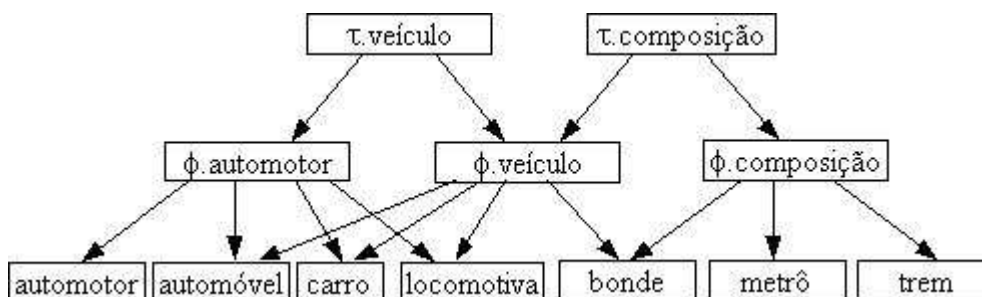 τ.veículo τ.composição
ϕ.automotor ϕ.veículo ϕ.composição
automotor automóvel carro locomotiva bonde metrô trem